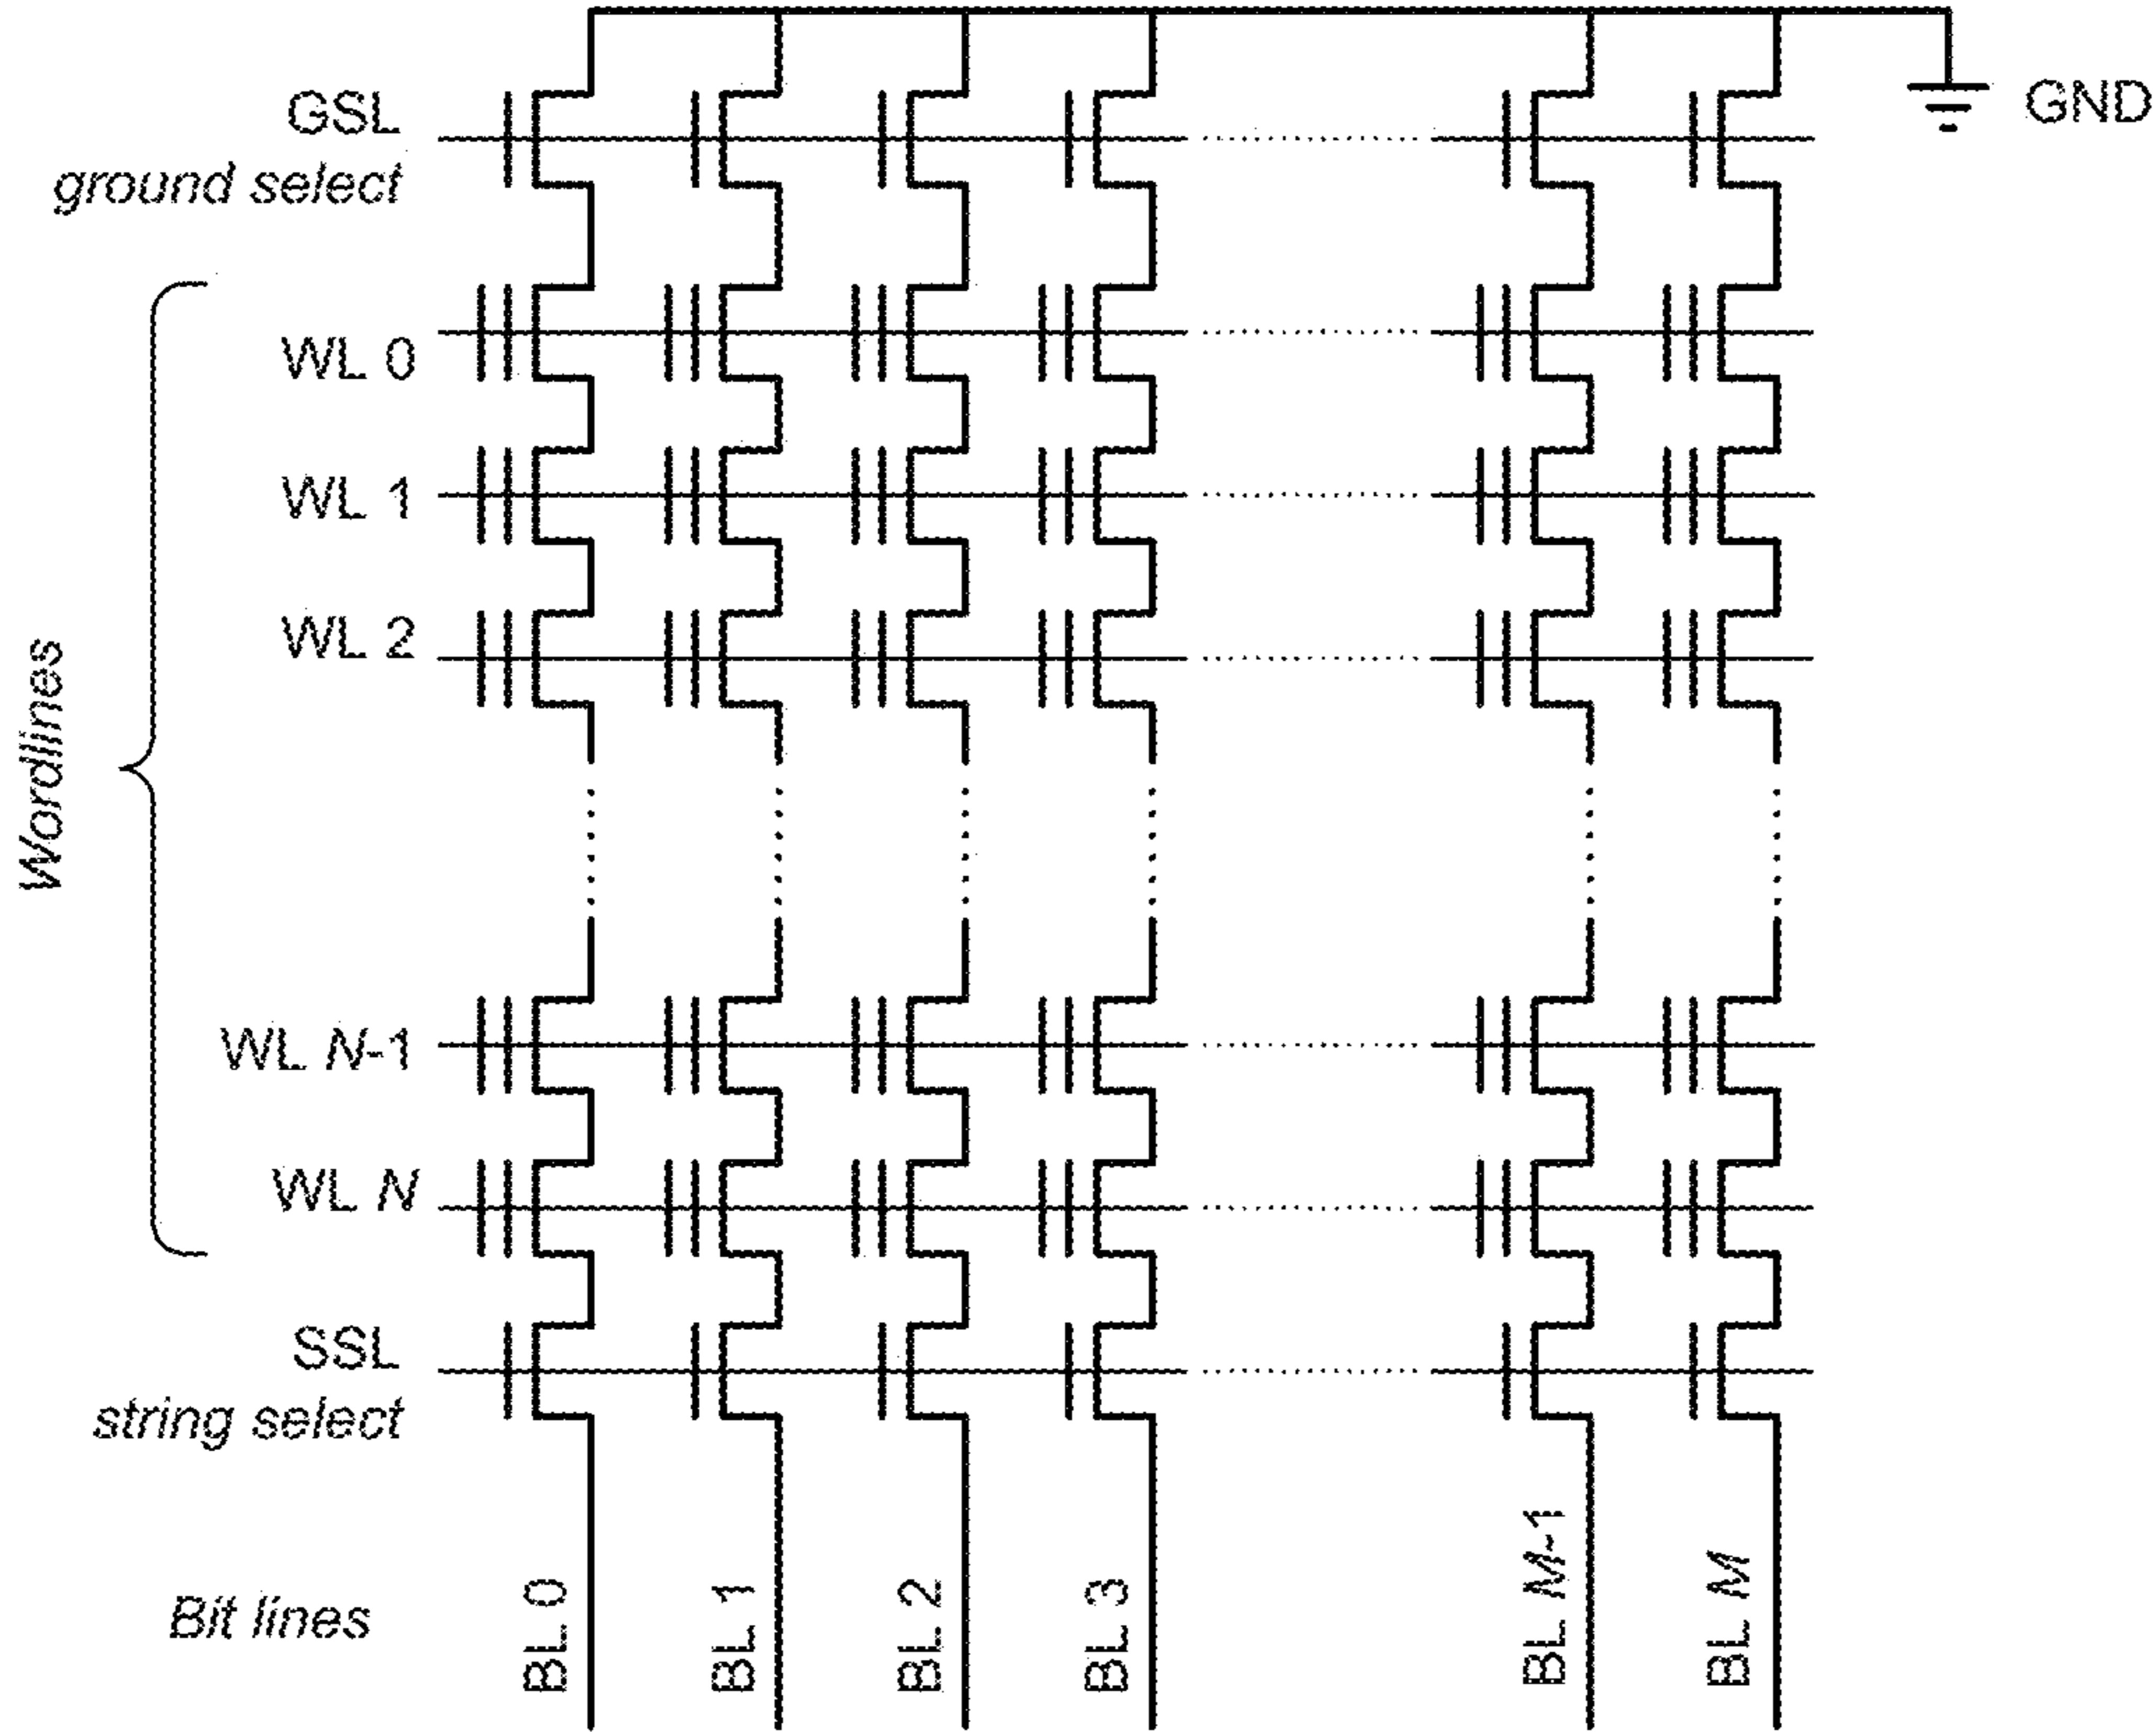 GND
GSL
ground select
Wordlines
WL 0
WL 1
WL 2
WL N-1
WL N
SSL
string select
Bit lines
BL 0
BL 1
BL 2
BL 3
BL M-1
BL M